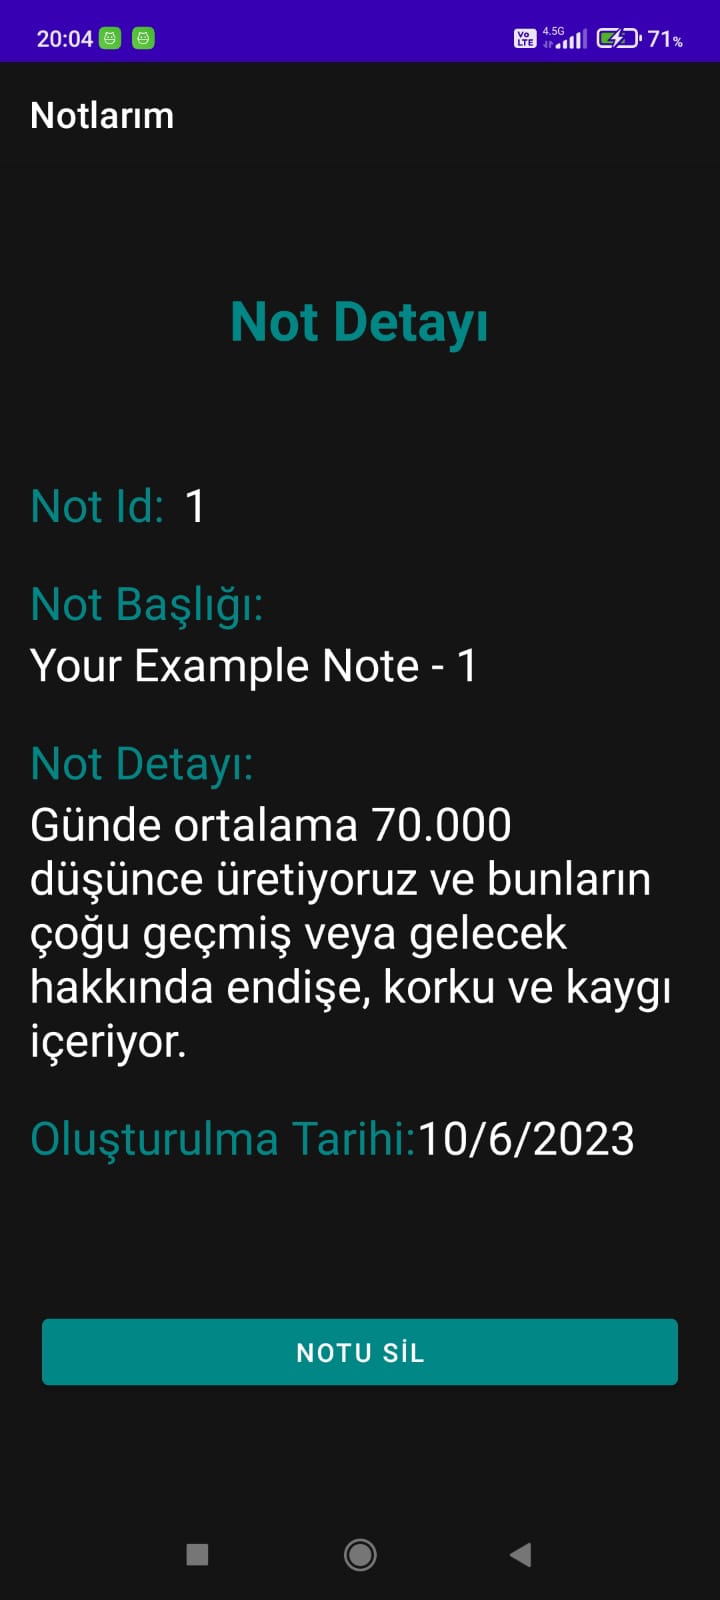 20:04
Vo LTE 4.5G 71%
Notlarım
Not Detayı
Not Id: 1
Not Başlığı:
Your Example Note - 1
Not Detayı:
Günde ortalama 70.000
düşünce üretiyoruz ve bunların
çoğu geçmiş veya gelecek
hakkında endişe, korku ve kaygı
içeriyor.
Oluşturulma Tarihi:10/6/2023
NOTU SİL